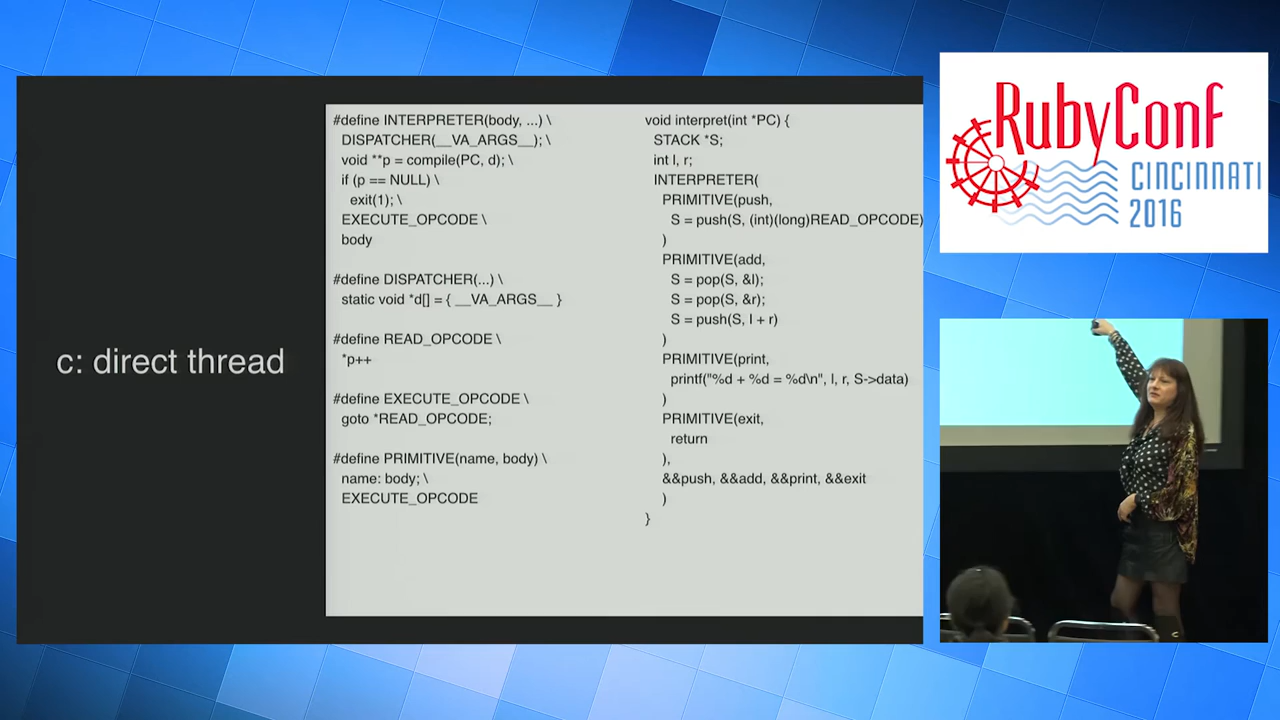 c: direct thread
#define INTERPRETER(body, ...) \
DISPATCHER(__VA_ARGS__); \
void **p = compile(PC, d); \
if (p == NULL) \
exit(1); \
EXECUTE_OPCODE \
body
#define DISPATCHER(...) \
static void *d[] = { __VA_ARGS__ }
#define READ_OPCODE \
*p++
#define EXECUTE_OPCODE \
goto *READ_OPCODE;
#define PRIMITIVE(name, body) \
name: body; \
EXECUTE_OPCODE
void interpret(int *PC) {
STACK *S;
int l, r;
INTERPRETER(
PRIMITIVE(push,
S = push(S, (int)(long)READ_OPCODE)
)
PRIMITIVE(add,
S = pop(S, &l);
S = pop(S, &r);
S = push(S, l + r)
)
PRIMITIVE(print,
printf("%d + %d = %d\n", l, r, S->data)
)
PRIMITIVE(exit,
return
),
&&push, &&add, &&print, &&exit
)
}
RubyConf
CINCINNATI
2016